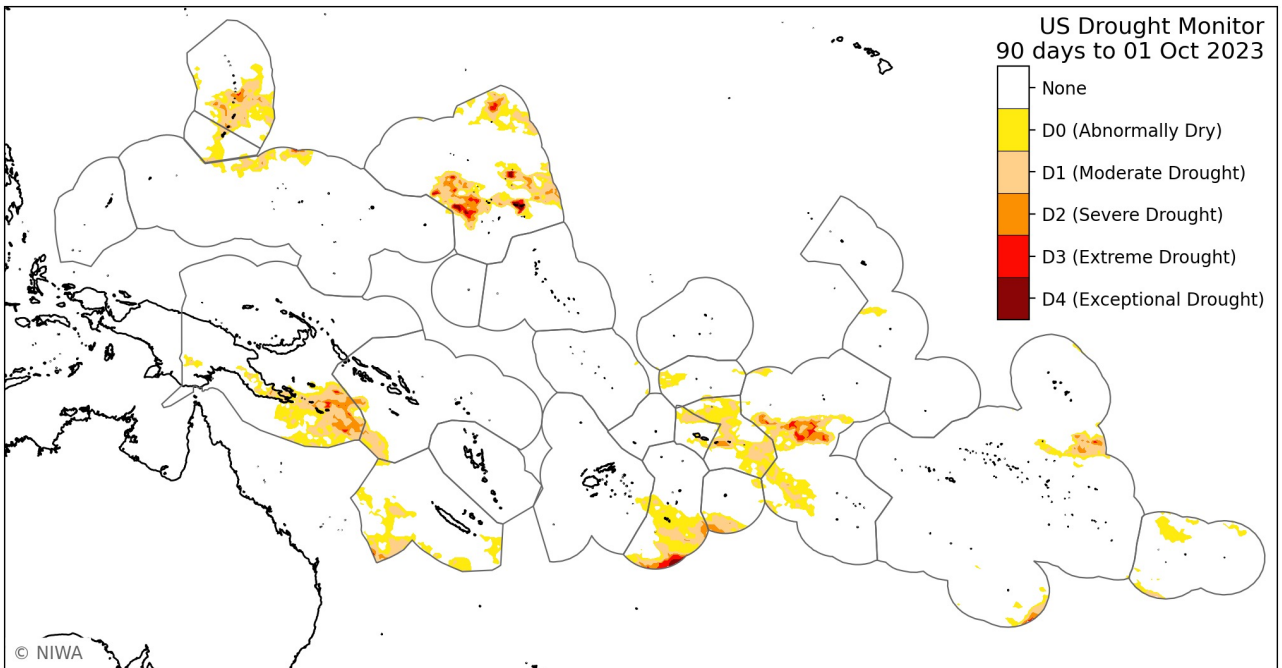 US Drought Monitor
90 days to 01 Oct 2023
None
D0 (Abnormally Dry)
D1 (Moderate Drought)
D2 (Severe Drought)
D3 (Extreme Drought)
D4 (Exceptional Drought)
© NIWA